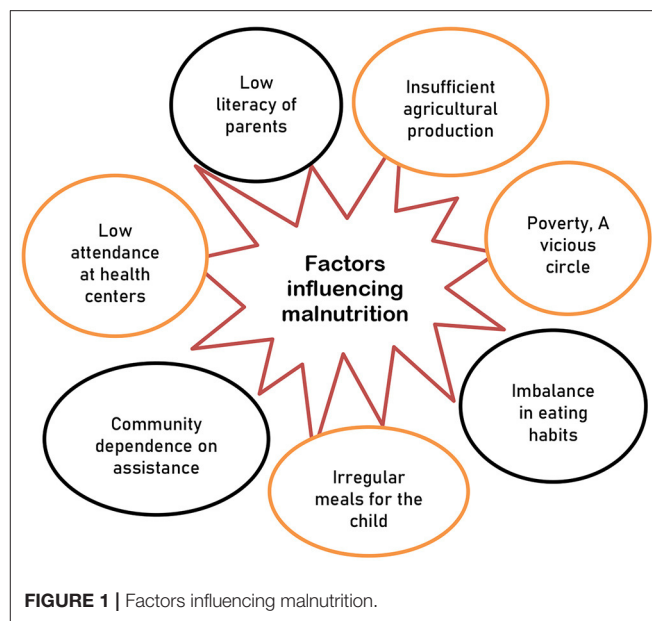 Low
literacy of
parents
Insufficient
agricultural
production
Low
attendance
at health
centers
Factors
influencing
malnutrition
Poverty, A
vicious
circle
Community
dependence on
assistance
Irregular
meals for the
child
Imbalance
in eating
habits
FIGURE 1 | Factors influencing malnutrition.